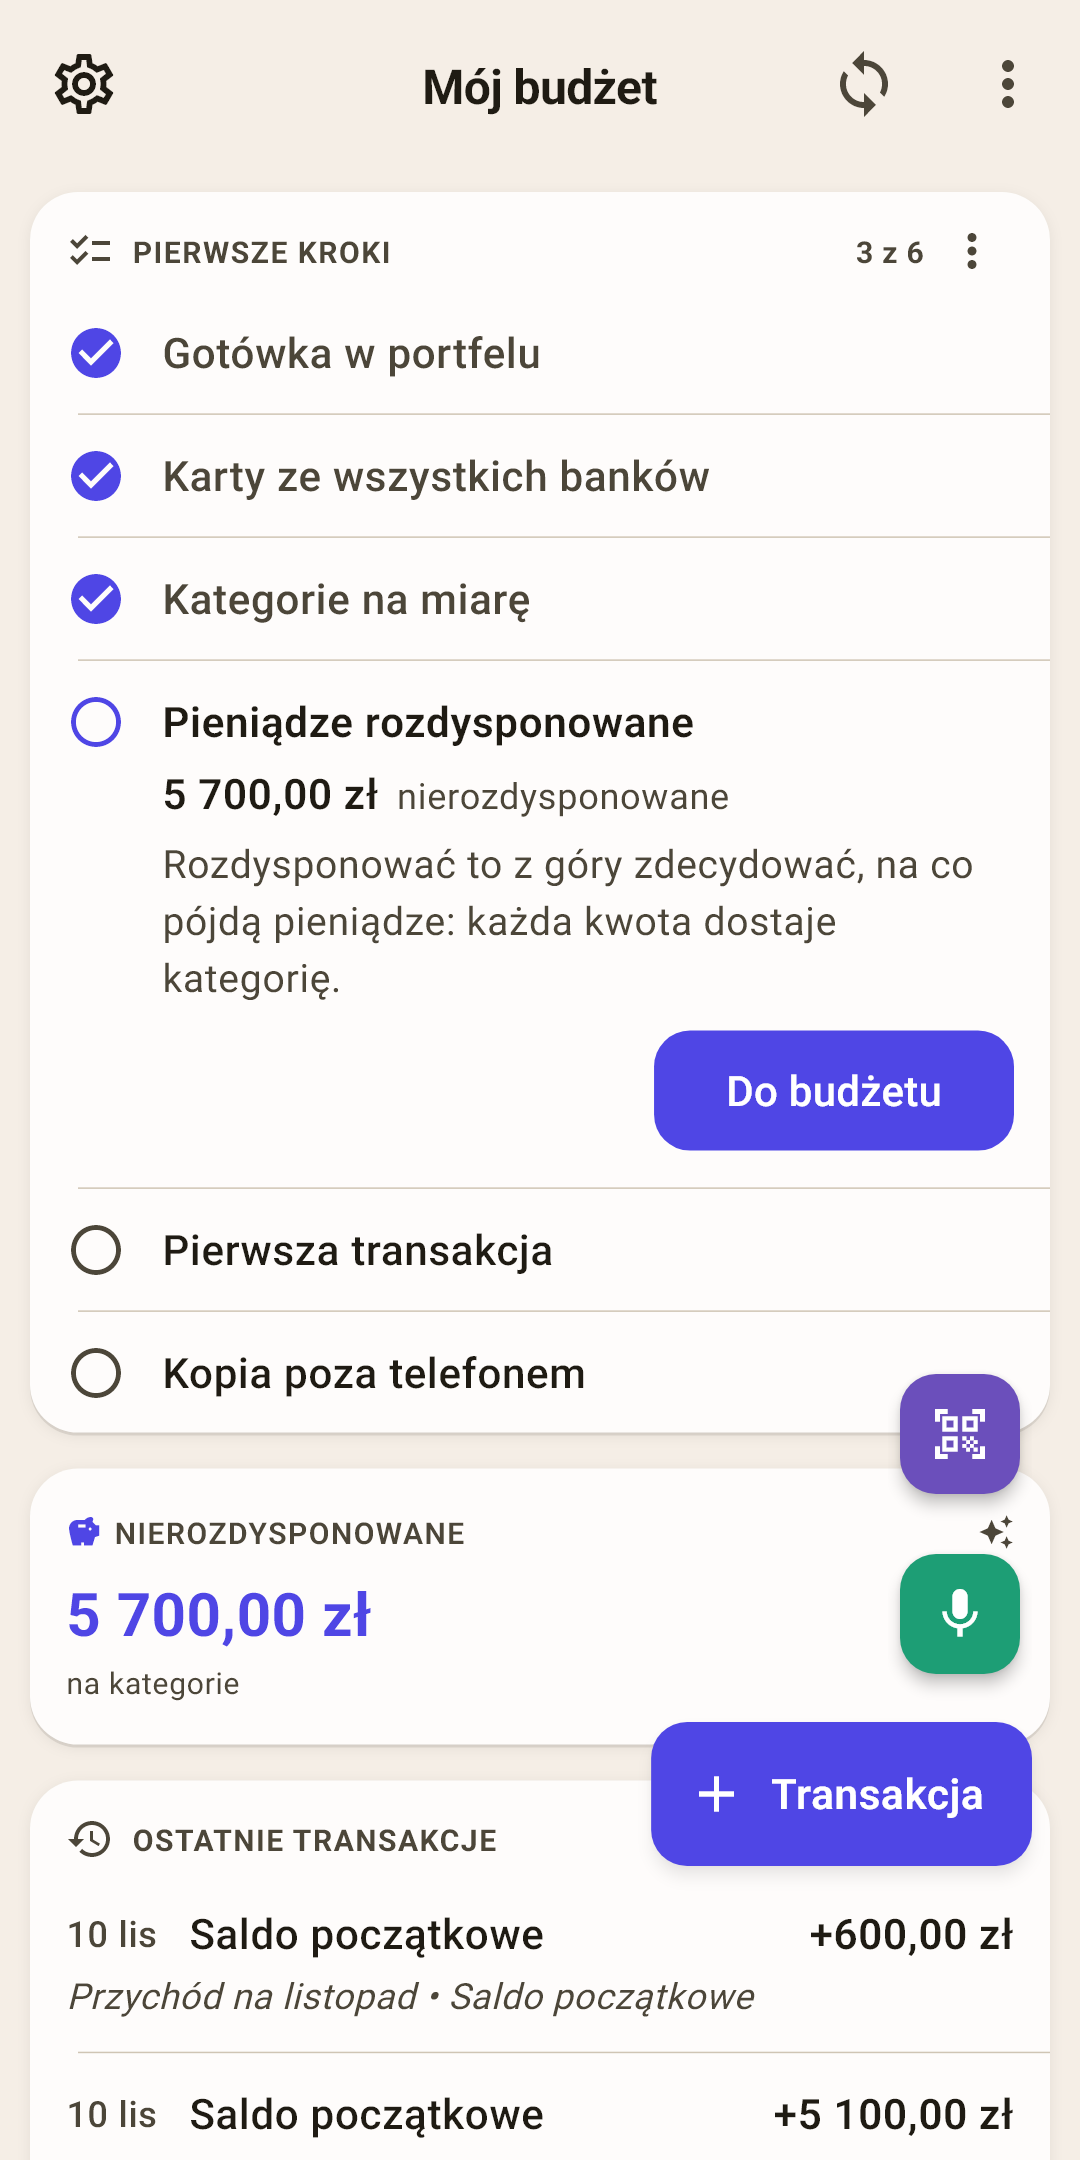 Mój budżet
PIERWSZE KROKI
3 z 6
Gotówka w portfelu
Karty ze wszystkich banków
Kategorie na miarę
Pieniądze rozdysponowane
5 700,00 zł nierozdysponowane
Rozdysponować to z góry zdecydować, na co
pójdą pieniądze: każda kwota dostaje
kategorię.
Do budżetu
Pierwsza transakcja
Kopia poza telefonem
NIEROZDYSPONOWANE
5 700,00 zł
na kategorie
Transakcja
OSTATNIE TRANSAKCJE
10 lis Saldo początkowe +600,00 zł
Przychód na listopad • Saldo początkowe
10 lis Saldo początkowe +5 100,00 zł